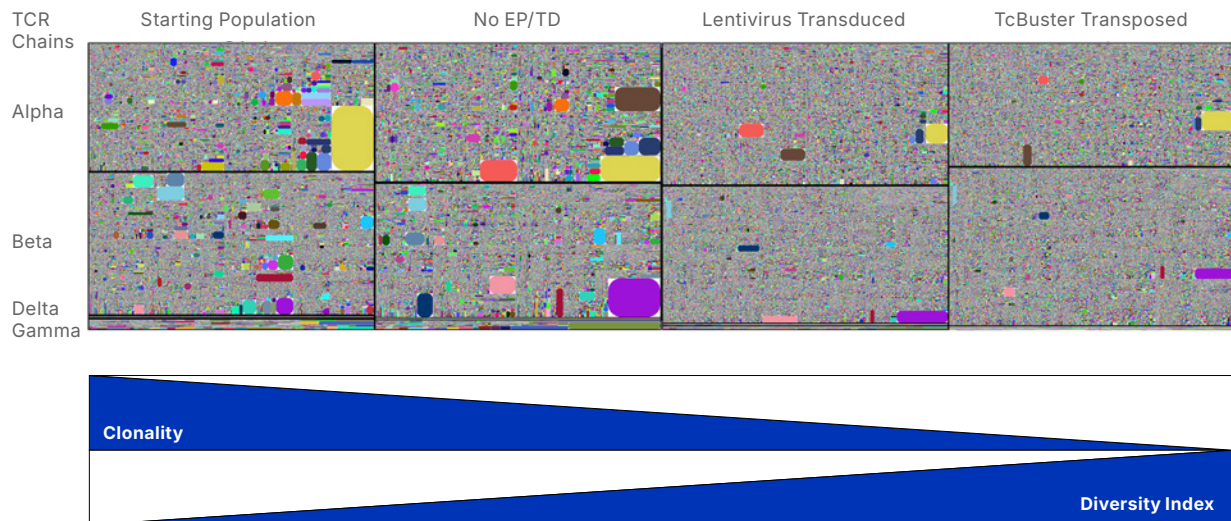 TCR
Chains
Starting Population
No EP/TD
Lentivirus Transduced
TcBuster Transposed
Alpha
Beta
Delta
Gamma
Clonality
Diversity Index